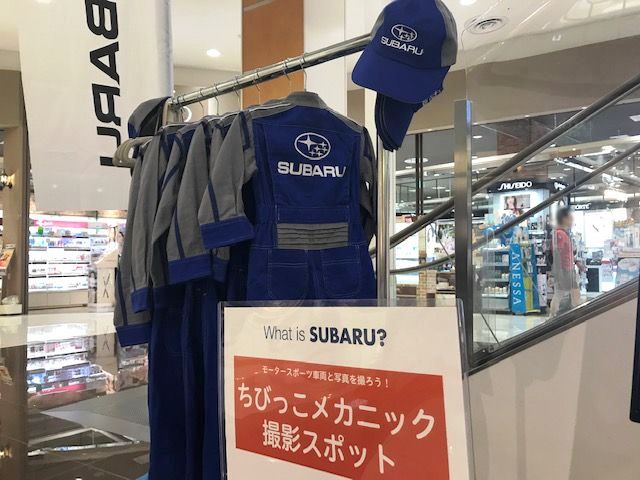 SUBARU
SUBARU
SUBARU
SHISEIDO
ANESSA
What is SUBARU?
モータースポーツ車両と写真を撮ろう！
ちびっこメカニック
撮影スポット